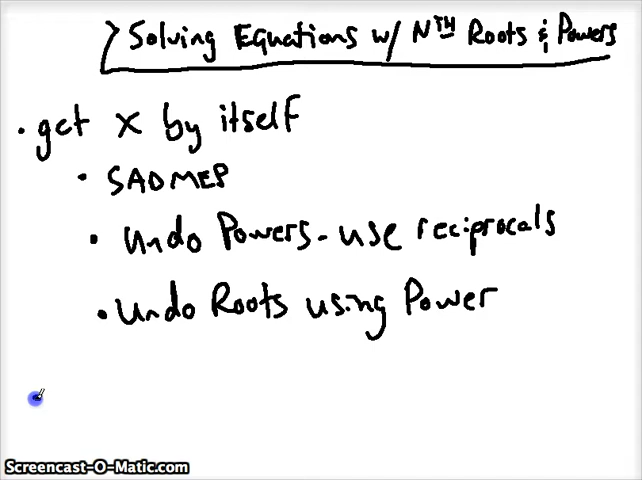 Solving Equations w/ NTH Roots & Powers
• get x by itself
• SADMEP
• Undo Powers - use reciprocals
• Undo Roots using Power
Screencast-O-Matic.com